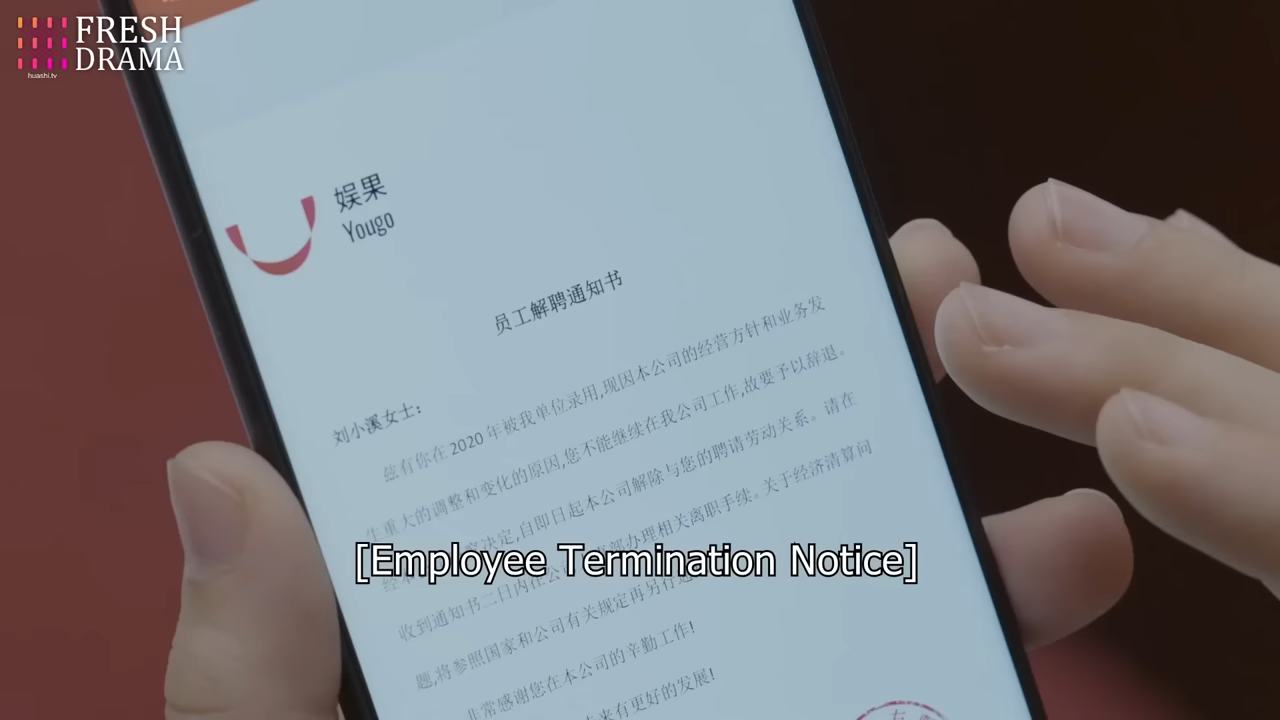 FRESH
DRAMA
huashi.tv
娱果
Yougo
员工解聘通知书
刘小溪女士：
兹有你在2020年被我单位录用,现因本公司的经营方针和业务发
生重大的调整和变化的原因,您不能继续在我公司工作,故要予以辞退。
决定,自即日起本公司解除与您的聘请劳动关系。请在
收到通知书二日内在公 部办理相关离职手续。关于经济清算问
题,将参照国家和公司有关规定再另行
非常感谢您在本公司的辛勤工作!
来有更好的发展!
[Employee Termination Notice]